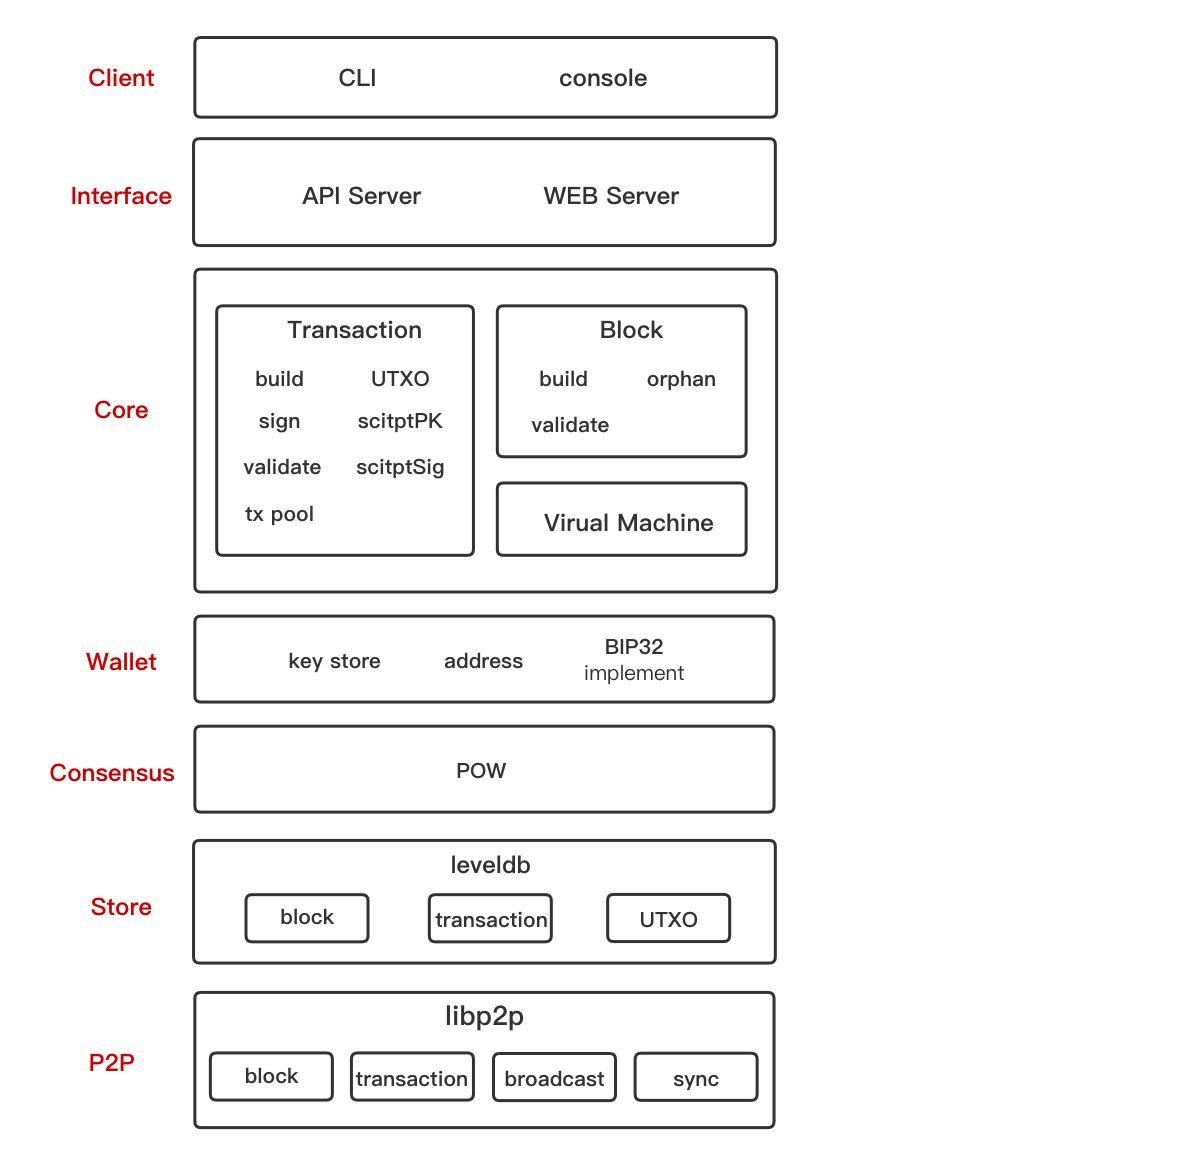 Client
CLI
console
Interface
API Server
WEB Server
Core
Transaction
build
UTXO
sign
scitptPK
validate
scitptSig
tx pool
Block
build
orphan
validate
Virual Machine
Wallet
key store
address
BIP32
implement
Consensus
POW
Store
leveldb
block
transaction
UTXO
P2P
libp2p
block
transaction
broadcast
sync